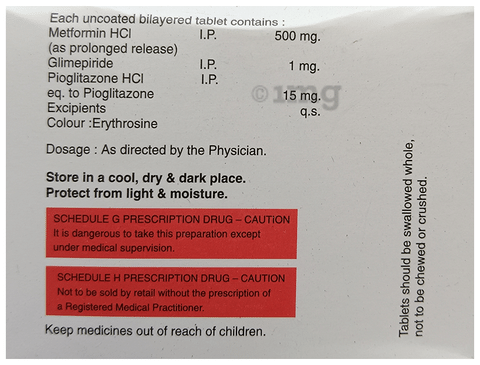 Each uncoated bilayered tablet contains :
Metformin HCl I.P. 500 mg.
(as prolonged release)
Glimepiride I.P. 1 mg.
Pioglitazone HCl I.P.
eq. to Pioglitazone 15 mg.
Excipients q.s.
Colour :Erythrosine
©1mg
Dosage : As directed by the Physician.
Store in a cool, dry & dark place.
Protect from light & moisture.
SCHEDULE G PRESCRIPTION DRUG – CAUTION
It is dangerous to take this preparation except
under medical supervision.
SCHEDULE H PRESCRIPTION DRUG – CAUTION
Not to be sold by retail without the prescription of
a Registered Medical Practitioner.
Keep medicines out of reach of children.
Tablets should be swallowed whole,
not to be chewed or crushed.